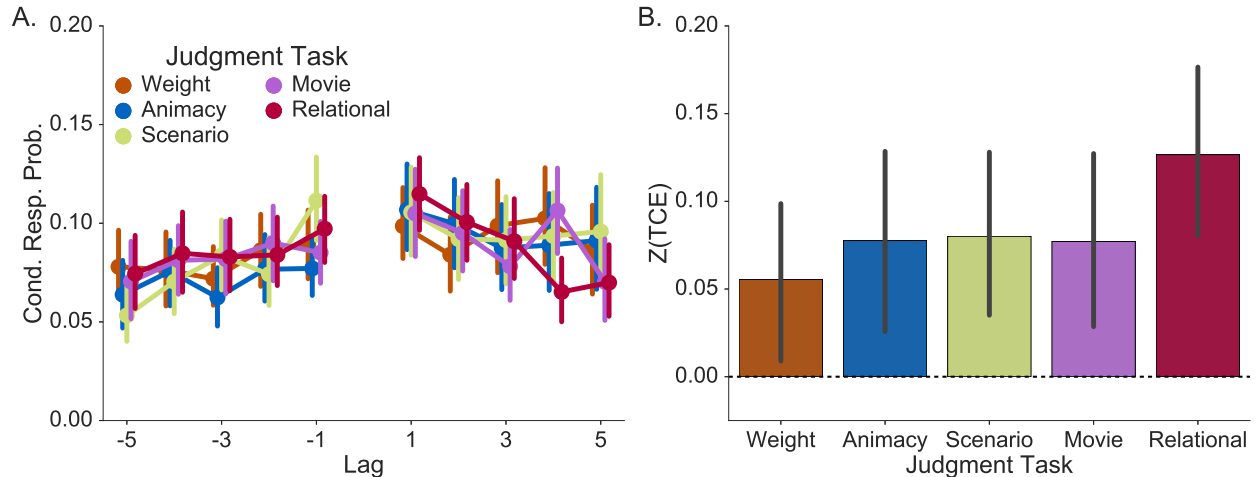 A.
Cond. Resp. Prob.
0.20
0.15
0.10
0.05
0.00
Judgment Task
Weight
Animacy
Scenario
Movie
Relational
-5 -3 -1 1 3 5
Lag
B.
Z(TCE)
0.20
0.15
0.10
0.05
0.00
Weight Animacy Scenario Movie Relational
Judgment Task